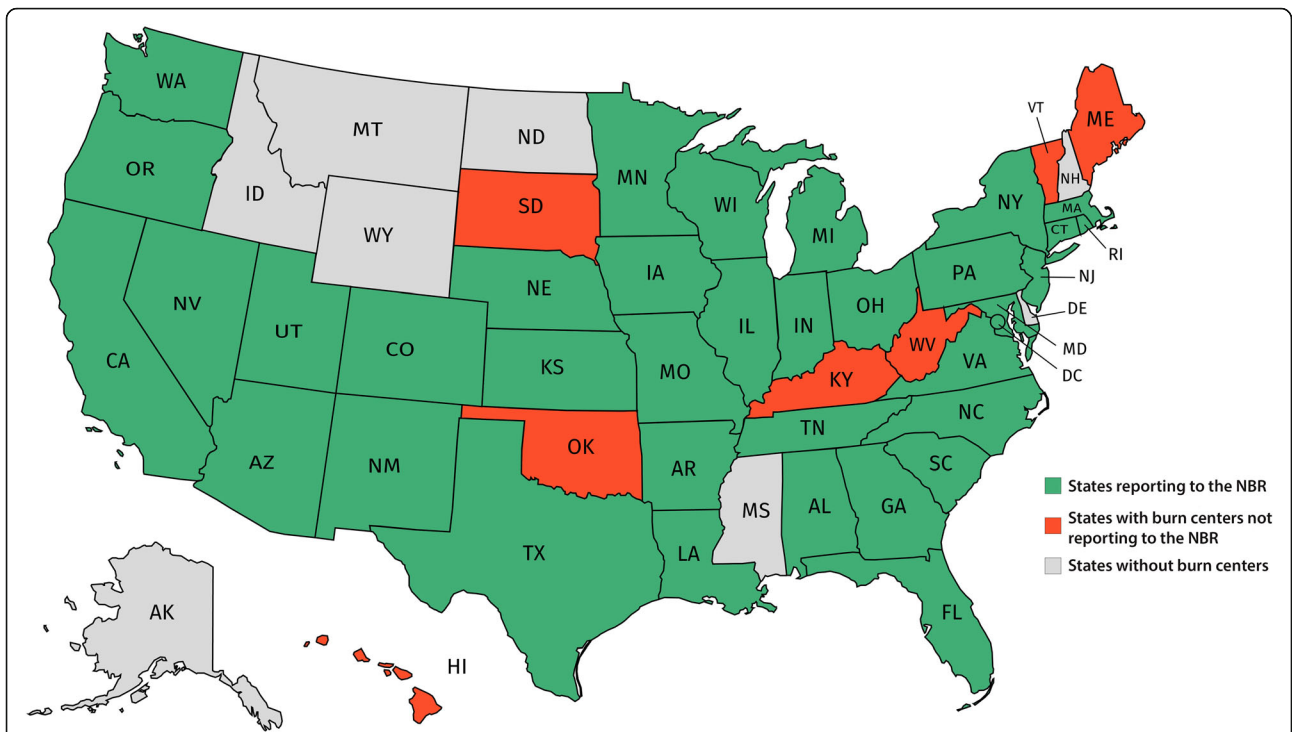 WA
MT
ND
MN
VT
ME
OR
ID
SD
WI
NY
NH
MA
WY
MI
CT
RI
IA
PA
NJ
NE
NV
UT
IL
IN
OH
DE
CO
WV
MD
CA
KS
MO
KY
VA
DC
NC
TN
AZ
NM
OK
AR
SC
MS
AL
GA
TX
LA
FL
AK
HI
States reporting to the NBR
States with burn centers not
reporting to the NBR
States without burn centers